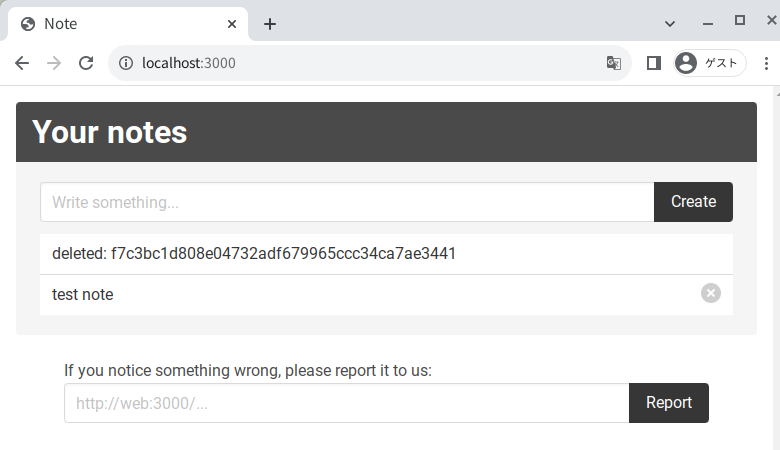 Note
localhost:3000
ゲスト
Your notes
Write something...
Create
deleted: f7c3bc1d808e04732adf679965ccc34ca7ae3441
test note
If you notice something wrong, please report it to us:
http://web:3000/...
Report